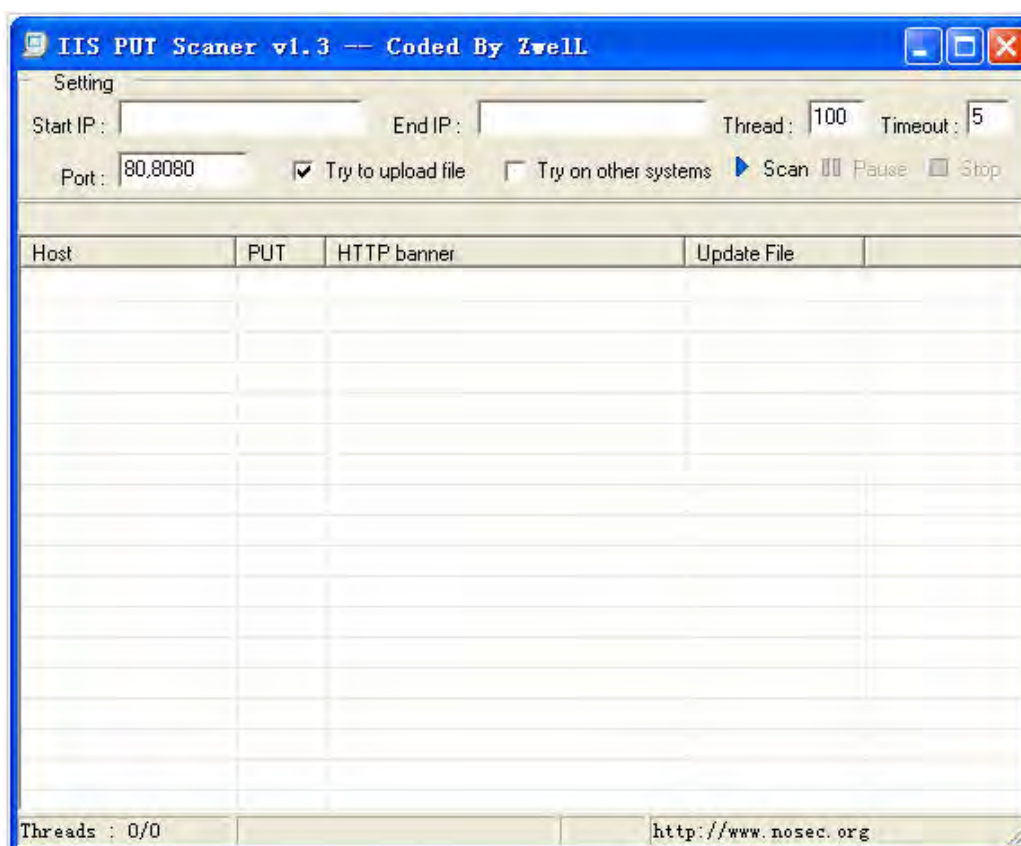 IIS PUT Scaner v1.3 -- Coded By ZwelL
Setting
Start IP : End IP : Thread : 100 Timeout : 5
Port : 80,8080 Try to upload file Try on other systems Scan Pause Stop
Host PUT HTTP banner Update File
Threads : 0/0 http://www.nosec.org